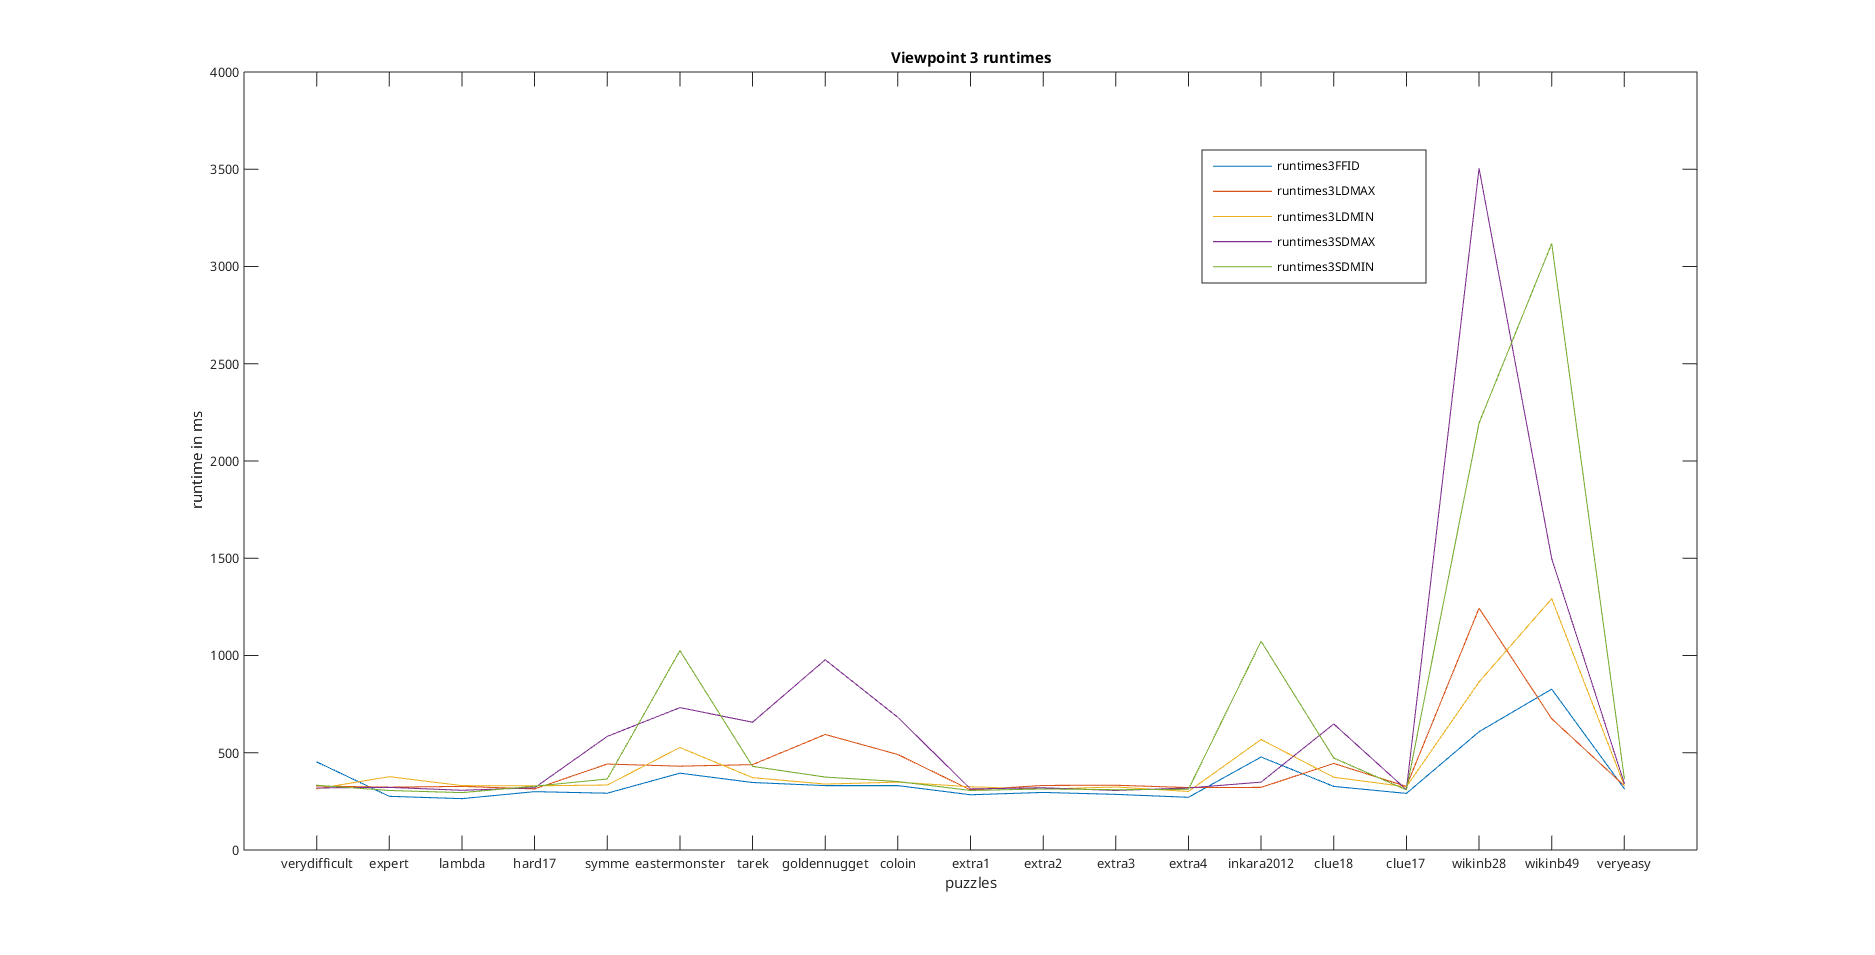 Viewpoint 3 runtimes
4000
3500
3000
2500
2000
1500
1000
500
0
runtime in ms
runtimes3FFID
runtimes3LDMAX
runtimes3LDMIN
runtimes3SDMAX
runtimes3SDMIN
verydifficult expert lambda hard17 symme eastermonster tarek goldennugget coloin extra1 extra2 extra3 extra4 inkara2012 clue18 clue17 wikinb28 wikinb49 veryeasy
puzzles